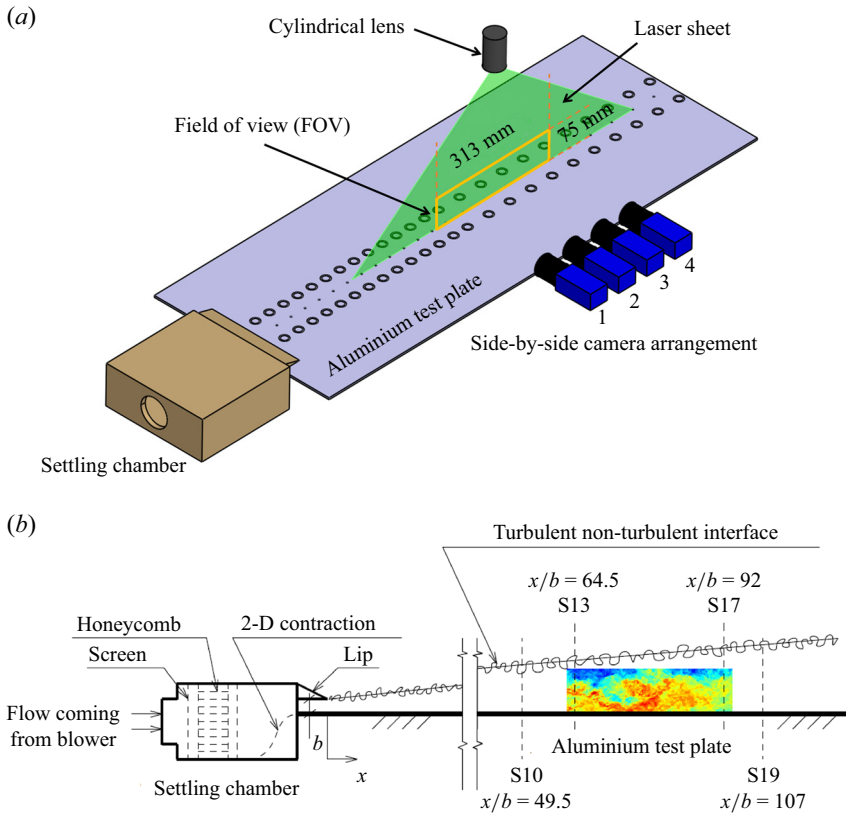 (a)
Cylindrical lens
Laser sheet
Field of view (FOV)
313 mm
75 mm
Aluminium test plate
1
2
3
4
Side-by-side camera arrangement
Settling chamber
(b)
Turbulent non-turbulent interface
x/b = 64.5
x/b = 92
S13
S17
Honeycomb
2-D contraction
Screen
Lip
Flow coming
from blower
b
x
Aluminium test plate
Settling chamber
S10
S19
x/b = 49.5
x/b = 107